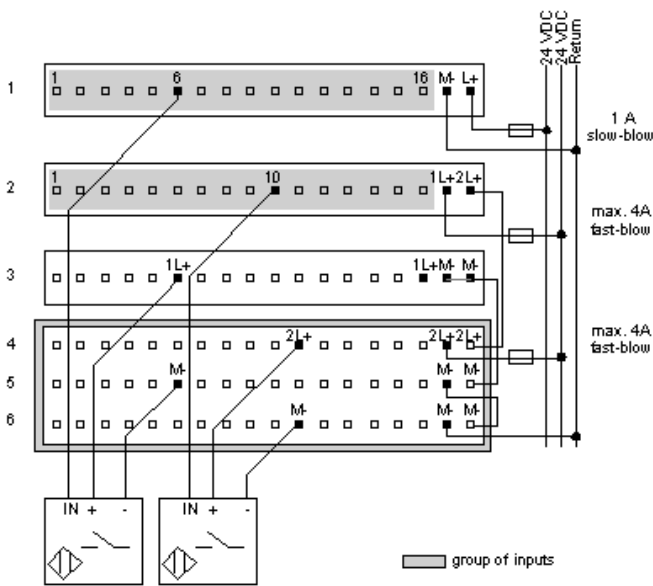 24 VDC
24 VDC
Return
1
1
6
16
M-
L+
1 A
slow-blow
2
1
10
1L+2L+
max. 4A
fast-blow
3
1L+
1L+M-
M-
4
2L+
2L+2L+
max. 4A
fast-blow
5
M-
M-
M-
6
M-
M-
M-
IN + -
IN + -
group of inputs